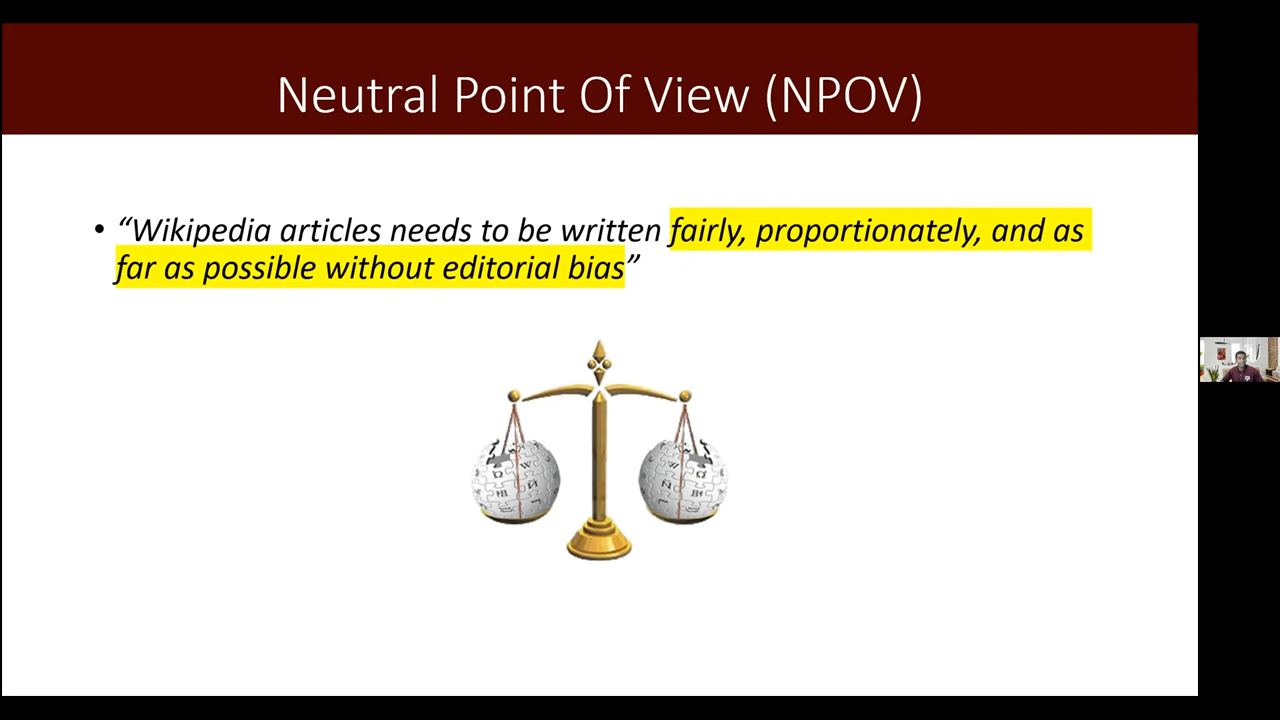 Neutral Point Of View (NPOV)
• “Wikipedia articles needs to be written fairly, proportionately, and as
far as possible without editorial bias”